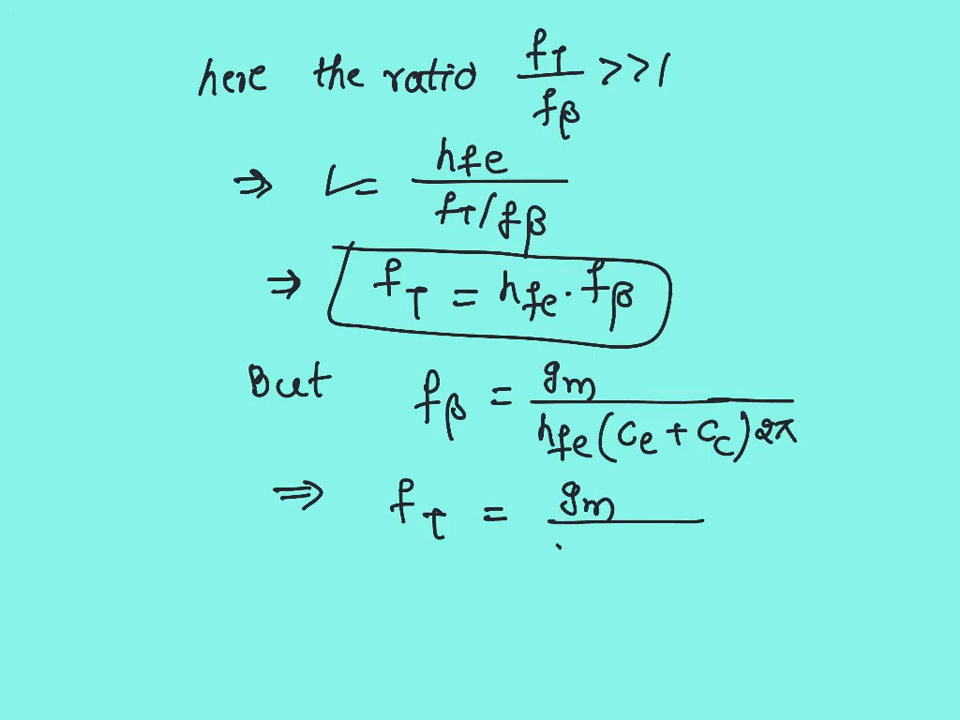 here the ratio fT/fβ >>1
⇒ 1 = hfe / fT/fβ
⇒ fT = hfe . fβ
But fβ = gm / hfe(Ce + Cc)2π
⇒ fT = gm